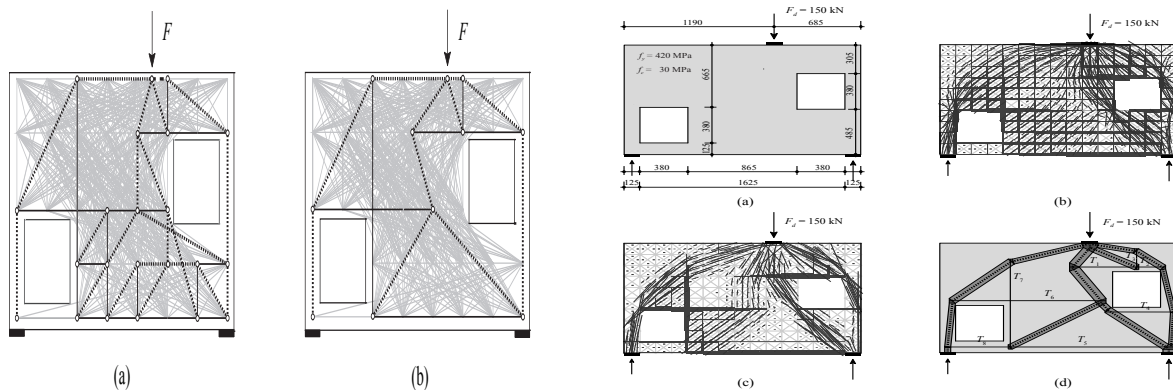 F
F
(a)
(b)
F_d = 150 kN
1190
685
f_y = 420 MPa
f_c = 30 MPa
665
380
125
305
380
485
380
865
380
125
1625
125
(a)
F_d = 150 kN
(b)
F_d = 150 kN
(c)
F_d = 150 kN
T_1
T_7
T_6
T_4
T_8
T_5
(d)